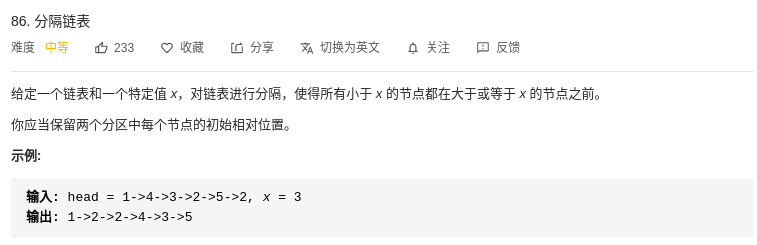 86. 分隔链表
难度 中等 233 收藏 分享 切换为英文 关注 反馈
给定一个链表和一个特定值 x，对链表进行分隔，使得所有小于 x 的节点都在大于或等于 x 的节点之前。
你应当保留两个分区中每个节点的初始相对位置。
示例:
输入: head = 1->4->3->2->5->2, x = 3
输出: 1->2->2->4->3->5